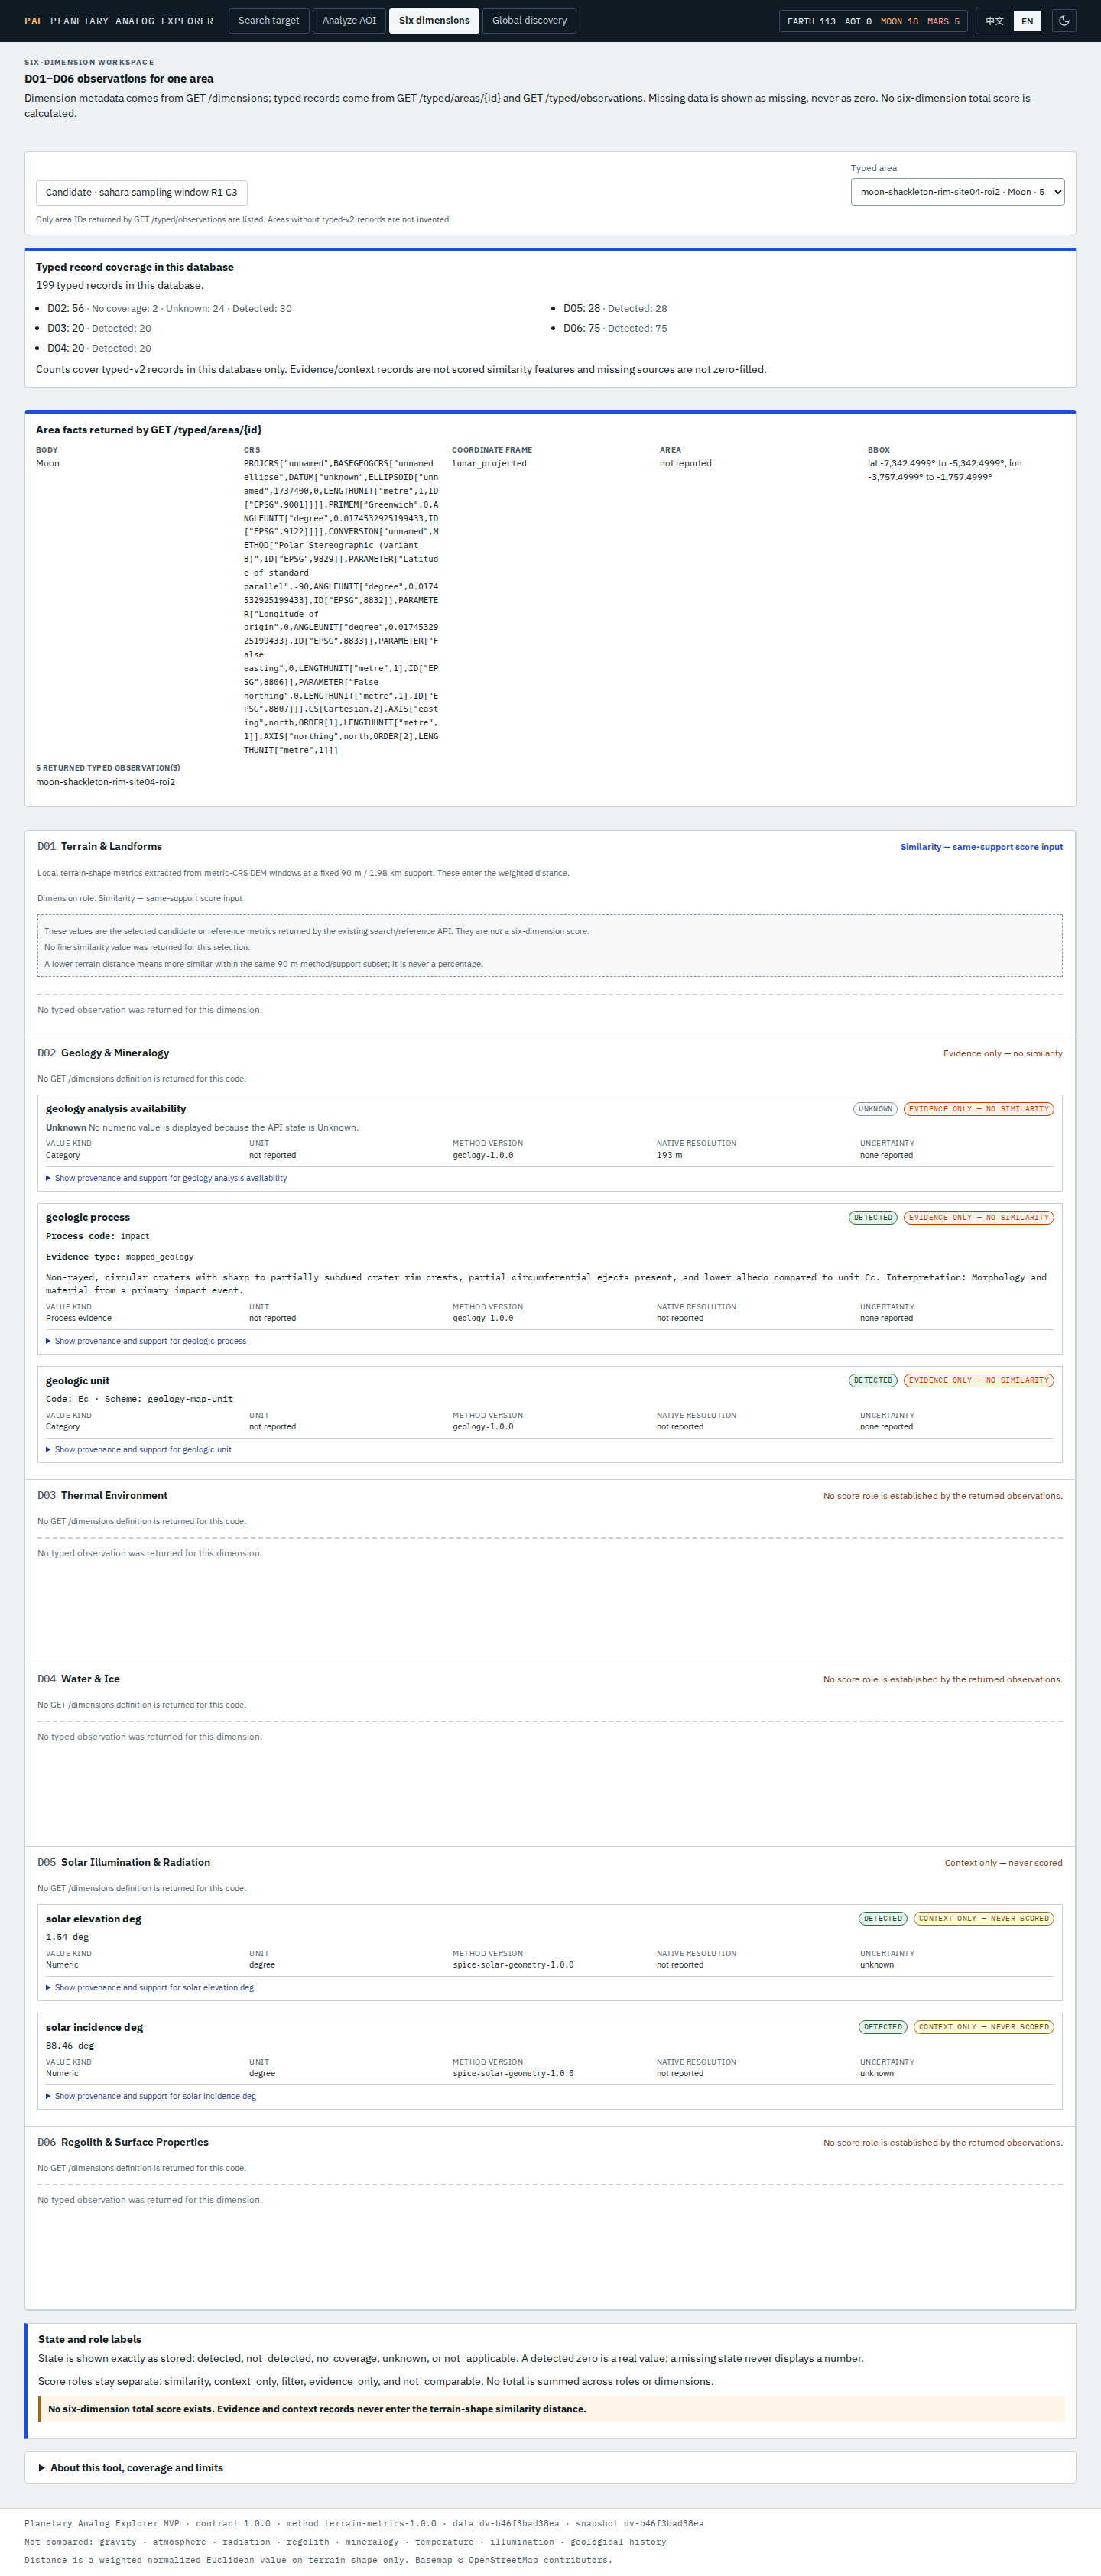 PAE PLANETARY ANALOG EXPLORER
Search target
Analyze AOI
Six dimensions
Global discovery
EARTH 113 AOI 0 MOON 18 MARS 5
中文
EN
SIX-DIMENSION WORKSPACE
D01–D06 observations for one area
Dimension metadata comes from GET /dimensions; typed records come from GET /typed/areas/{id} and GET /typed/observations. Missing data is shown as missing, never as zero. No six-dimension total score is
calculated.
Typed area
Candidate · sahara sampling window R1 C3
moon-shackleton-rim-site04-roi2 · Moon · 5
Only area IDs returned by GET /typed/observations are listed. Areas without typed-v2 records are not invented.
Typed record coverage in this database
199 typed records in this database.
• D02: 56 · No coverage: 2 · Unknown: 24 · Detected: 30
• D03: 20 · Detected: 20
• D04: 20 · Detected: 20
• D05: 28 · Detected: 28
• D06: 75 · Detected: 75
Counts cover typed-v2 records in this database only. Evidence/context records are not scored similarity features and missing sources are not zero-filled.
Area facts returned by GET /typed/areas/{id}
BODY
Moon
CRS
PROJCRS["unnamed",BASEGEOGCRS["unnamed
ellipse",DATUM["unknown",ELLIPSOID["unn
amed",1737400,0,LENGTHUNIT["metre",1,ID
["EPSG",9001]]]],PRIMEM["Greenwich",0,A
NGLEUNIT["degree",0.0174532925199433,ID
["EPSG",9122]]]],CONVERSION["unnamed",M
ETHOD["Polar Stereographic (variant
B)",ID["EPSG",9829]],PARAMETER["Latitud
e of standard
parallel",-90,ANGLEUNIT["degree",0.0174
532925199433],ID["EPSG",8832]],PARAMETE
R["Longitude of
origin",0,ANGLEUNIT["degree",0.01745329
25199433],ID["EPSG",8833]],PARAMETER["F
alse
easting",0,LENGTHUNIT["metre",1],ID["EP
SG",8806]],PARAMETER["False
northing",0,LENGTHUNIT["metre",1],ID["E
PSG",8807]]],CS[Cartesian,2],AXIS["east
ing",north,ORDER[1],LENGTHUNIT["metre",
1]],AXIS["northing",north,ORDER[2],LENG
THUNIT["metre",1]]]
COORDINATE FRAME
lunar_projected
AREA
not reported
BBOX
lat -7,342.4999° to -5,342.4999°, lon
-3,757.4999° to -1,757.4999°
5 RETURNED TYPED OBSERVATION(S)
moon-shackleton-rim-site04-roi2
D01 Terrain & Landforms
Similarity — same-support score input
Local terrain-shape metrics extracted from metric-CRS DEM windows at a fixed 90 m / 1.98 km support. These enter the weighted distance.
Dimension role: Similarity — same-support score input
These values are the selected candidate or reference metrics returned by the existing search/reference API. They are not a six-dimension score.
No fine similarity value was returned for this selection.
A lower terrain distance means more similar within the same 90 m method/support subset; it is never a percentage.
No typed observation was returned for this dimension.
D02 Geology & Mineralogy
Evidence only — no similarity
No GET /dimensions definition is returned for this code.
geology analysis availability
UNKNOWN
EVIDENCE ONLY — NO SIMILARITY
Unknown No numeric value is displayed because the API state is Unknown.
VALUE KIND UNIT METHOD VERSION NATIVE RESOLUTION UNCERTAINTY
Category not reported geology-1.0.0 193 m none reported
▶ Show provenance and support for geology analysis availability
geologic process
DETECTED
EVIDENCE ONLY — NO SIMILARITY
Process code: impact
Evidence type: mapped_geology
Non-rayed, circular craters with sharp to partially subdued crater rim crests, partial circumferential ejecta present, and lower albedo compared to unit Cc. Interpretation: Morphology and
material from a primary impact event.
VALUE KIND UNIT METHOD VERSION NATIVE RESOLUTION UNCERTAINTY
Process evidence not reported geology-1.0.0 not reported none reported
▶ Show provenance and support for geologic process
geologic unit
DETECTED
EVIDENCE ONLY — NO SIMILARITY
Code: Ec · Scheme: geology-map-unit
VALUE KIND UNIT METHOD VERSION NATIVE RESOLUTION UNCERTAINTY
Category not reported geology-1.0.0 not reported none reported
▶ Show provenance and support for geologic unit
D03 Thermal Environment
No score role is established by the returned observations.
No GET /dimensions definition is returned for this code.
No typed observation was returned for this dimension.
D04 Water & Ice
No score role is established by the returned observations.
No GET /dimensions definition is returned for this code.
No typed observation was returned for this dimension.
D05 Solar Illumination & Radiation
Context only — never scored
No GET /dimensions definition is returned for this code.
solar elevation deg
DETECTED
CONTEXT ONLY — NEVER SCORED
1.54 deg
VALUE KIND UNIT METHOD VERSION NATIVE RESOLUTION UNCERTAINTY
Numeric degree spice-solar-geometry-1.0.0 not reported unknown
▶ Show provenance and support for solar elevation deg
solar incidence deg
DETECTED
CONTEXT ONLY — NEVER SCORED
88.46 deg
VALUE KIND UNIT METHOD VERSION NATIVE RESOLUTION UNCERTAINTY
Numeric degree spice-solar-geometry-1.0.0 not reported unknown
▶ Show provenance and support for solar incidence deg
D06 Regolith & Surface Properties
No score role is established by the returned observations.
No GET /dimensions definition is returned for this code.
No typed observation was returned for this dimension.
State and role labels
State is shown exactly as stored: detected, not_detected, no_coverage, unknown, or not_applicable. A detected zero is a real value; a missing state never displays a number.
Score roles stay separate: similarity, context_only, filter, evidence_only, and not_comparable. No total is summed across roles or dimensions.
No six-dimension total score exists. Evidence and context records never enter the terrain-shape similarity distance.
▶ About this tool, coverage and limits
Planetary Analog Explorer MVP · contract 1.0.0 · method terrain-metrics-1.0.0 · data dv-b46f3bad38ea · snapshot dv-b46f3bad38ea
Not compared: gravity · atmosphere · radiation · regolith · mineralogy · temperature · illumination · geological history
Distance is a weighted normalized Euclidean value on terrain shape only. Basemap © OpenStreetMap contributors.